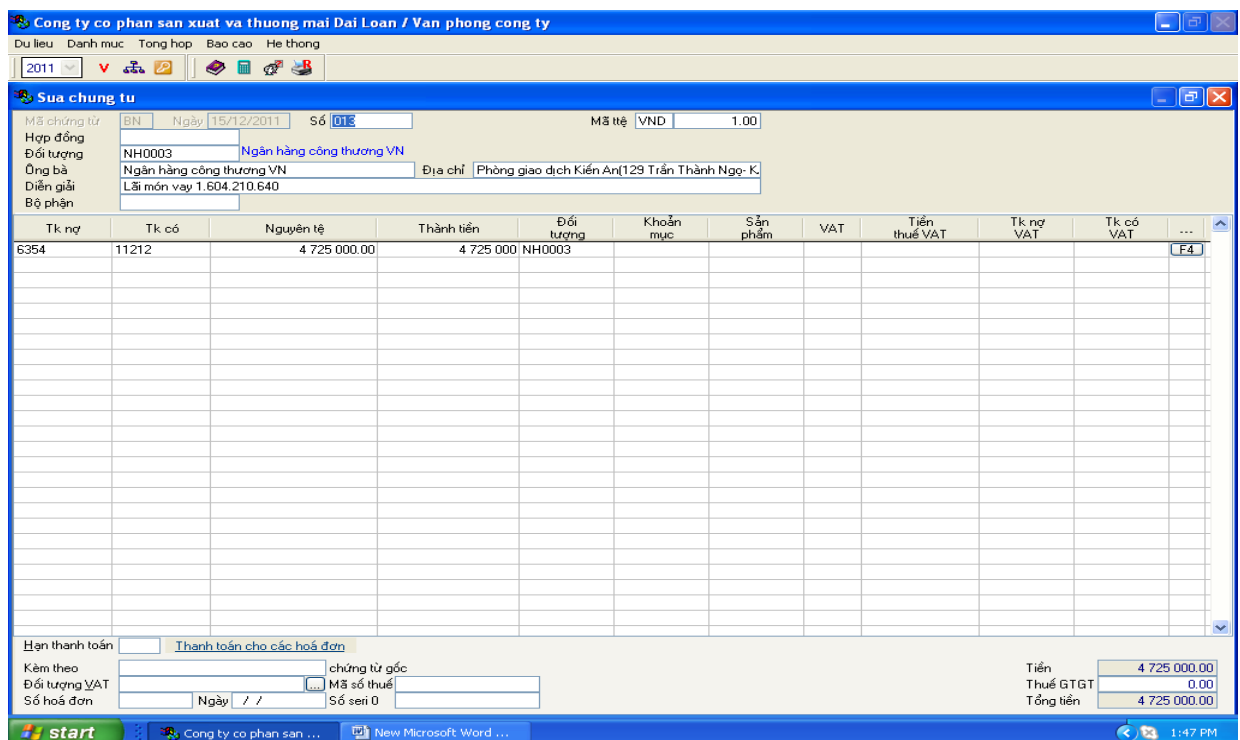 Cong ty co phan san xuat va thuong mai Dai Loan / Van phong cong ty
Du lieu Danh muc Tong hop Bao cao He thong
2011 V
Sua chung tu
Mã chứng từ BN Ngày 15/12/2011 Số 013 Mã ttệ VND 1.00
Hợp đồng
Đối tượng NH0003 Ngân hàng công thương VN
Ông bà Ngân hàng công thương VN Địa chỉ Phòng giao dịch Kiến An(129 Trần Thành Ngọ- K.
Diễn giải Lãi món vay 1.604.210.640
Bộ phận
Tk nợ Tk có Nguyên tệ Thành tiền Đối tượng Khoản mục Sản phẩm VAT Tiền thuế VAT Tk nợ VAT Tk có VAT ...
6354 11212 4 725 000.00 4 725 000 NH0003 F4
Hạn thanh toán Thanh toán cho các hoá đơn
Kèm theo chứng từ gốc Tiền 4 725 000.00
Đối tượng VAT ... Mã số thuế Thuế GTGT 0.00
Số hoá đơn Ngày / / Số seri 0 Tổng tiền 4 725 000.00
start Cong ty co phan san ... New Microsoft Word ... 1:47 PM